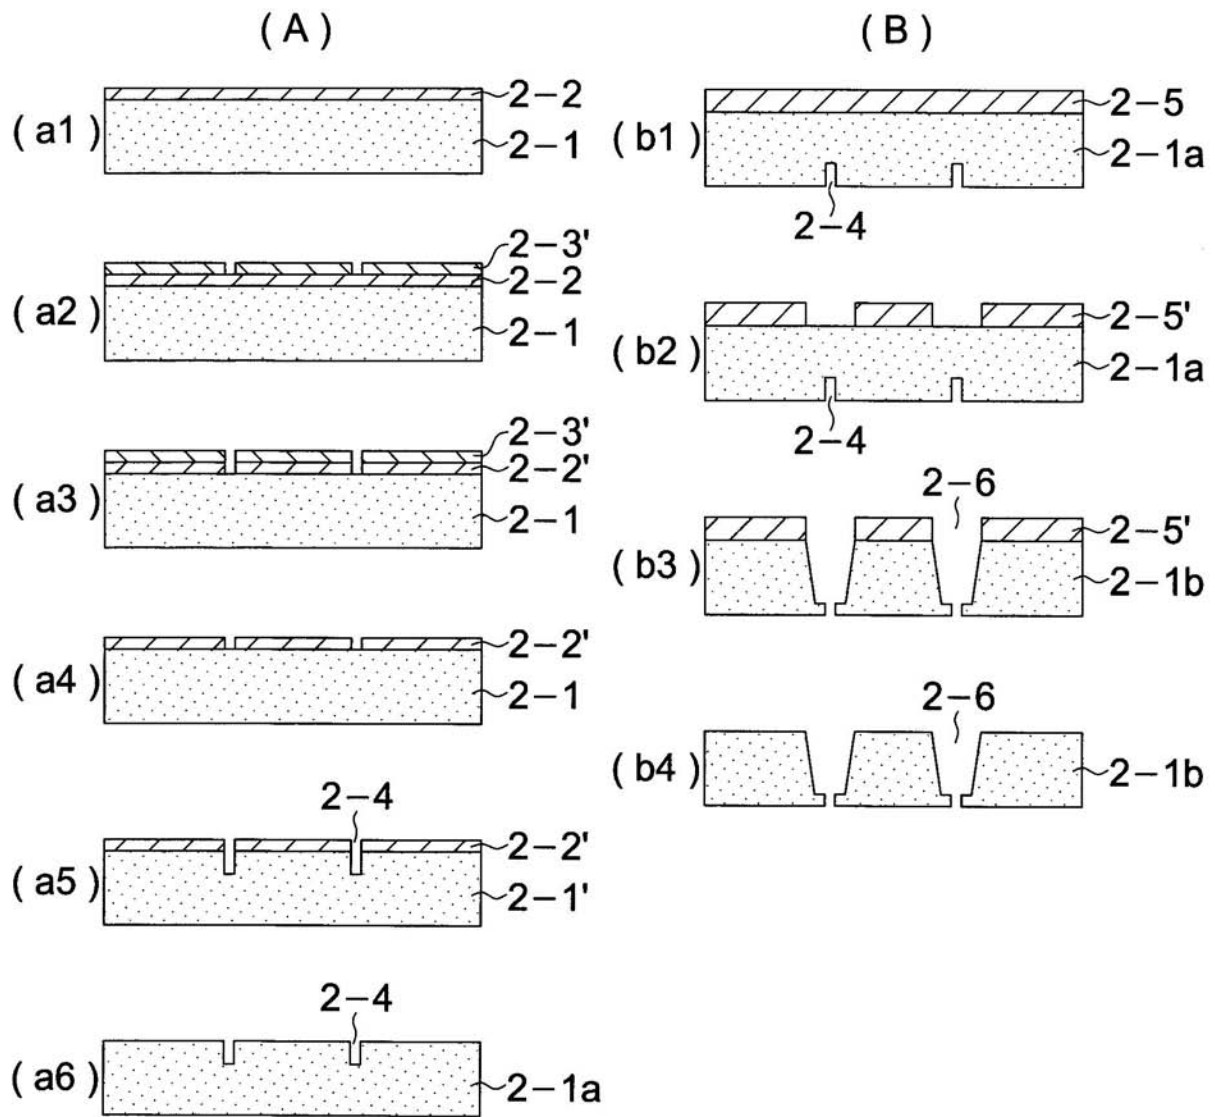 ( A )
2-2
( a1 )
2-1
2-3'
2-2
( a2 )
2-1
2-3'
2-2'
( a3 )
2-1
2-2'
( a4 )
2-1
2-4
2-2'
( a5 )
2-1'
2-4
( a6 )
2-1a
( B )
2-5
( b1 )
2-1a
2-4
2-5'
( b2 )
2-1a
2-4
2-6
2-5'
( b3 )
2-1b
2-6
( b4 )
2-1b